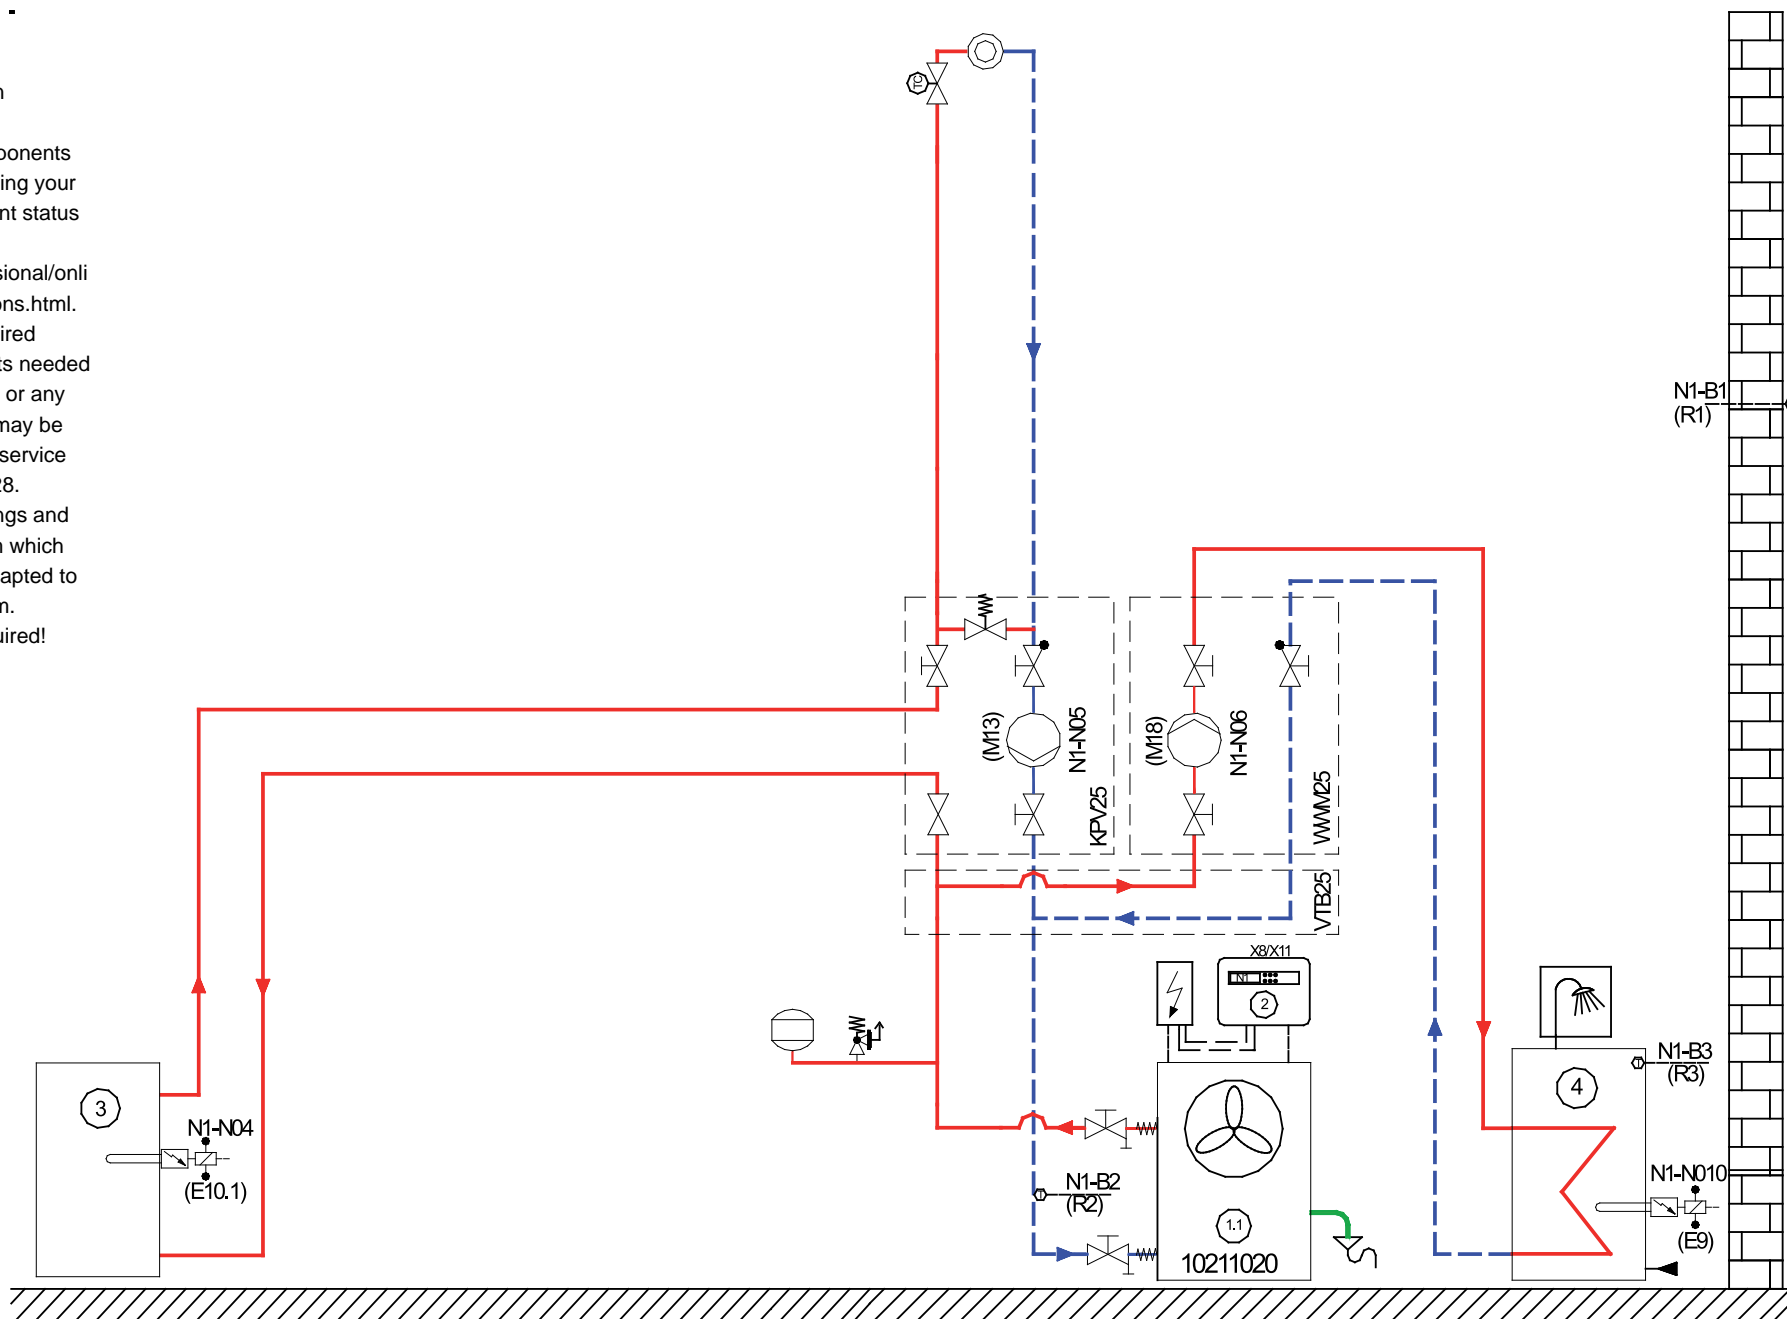 -
n
ponents
ing your
nt status
sional/onli
ons.html.
ired
ts needed
or any
may be
service
28.
ngs and
n which
apted to
m.
uired!
TC
N1-B1
(R1)
(M13)
N1-N05
KPV25
(M18)
N1-N06
WWM25
VTB25
X8/X11
N1
2
3
N1-N04
(E10.1)
N1-B2
(R2)
1.1
10211020
4
N1-B3
(R3)
N1-N010
(E9)